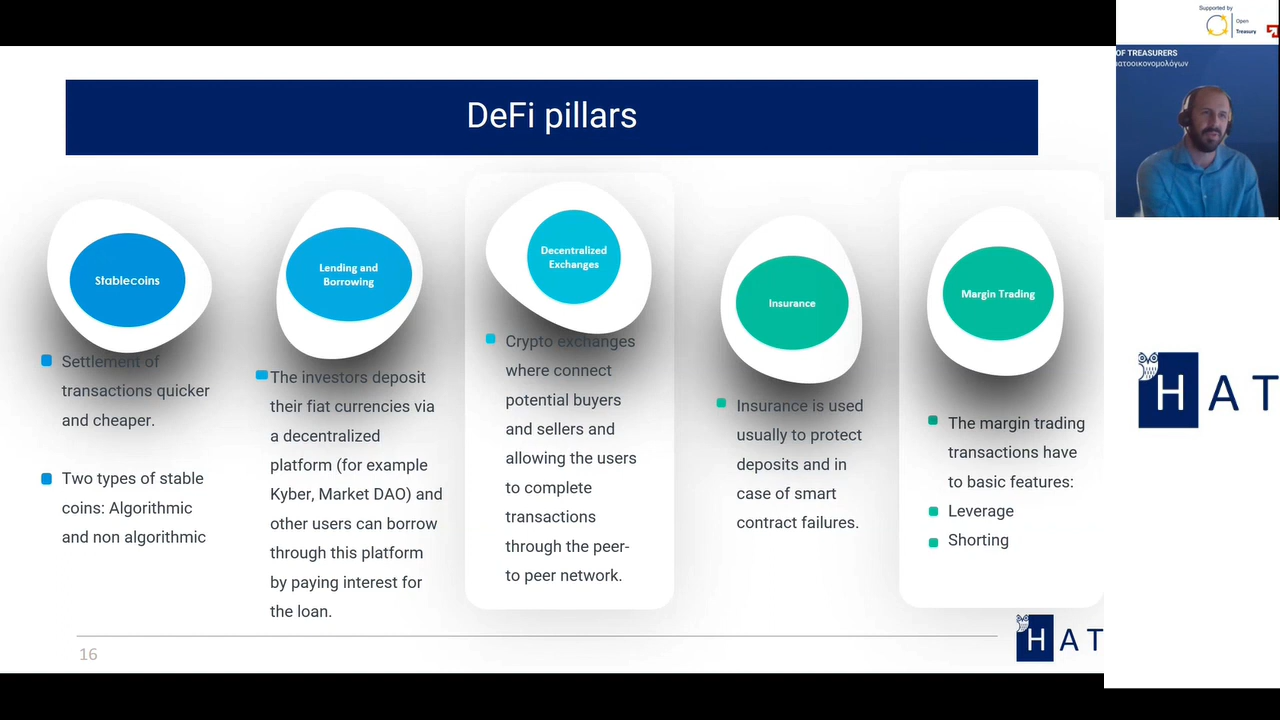 Supported by
Open
Treasury
OF TREASURERS
ατοοικονομολόγων
DeFi pillars
Stablecoins
Settlement of
transactions quicker
and cheaper.
Two types of stable
coins: Algorithmic
and non algorithmic
Lending and
Borrowing
The investors deposit
their fiat currencies via
a decentralized
platform (for example
Kyber, Market DAO) and
other users can borrow
through this platform
by paying interest for
the loan.
Decentralized
Exchanges
Crypto exchanges
where connect
potential buyers
and sellers and
allowing the users
to complete
transactions
through the peer-
to peer network.
Insurance
Insurance is used
usually to protect
deposits and in
case of smart
contract failures.
Margin Trading
The margin trading
transactions have
to basic features:
Leverage
Shorting
HAT
16
HAT